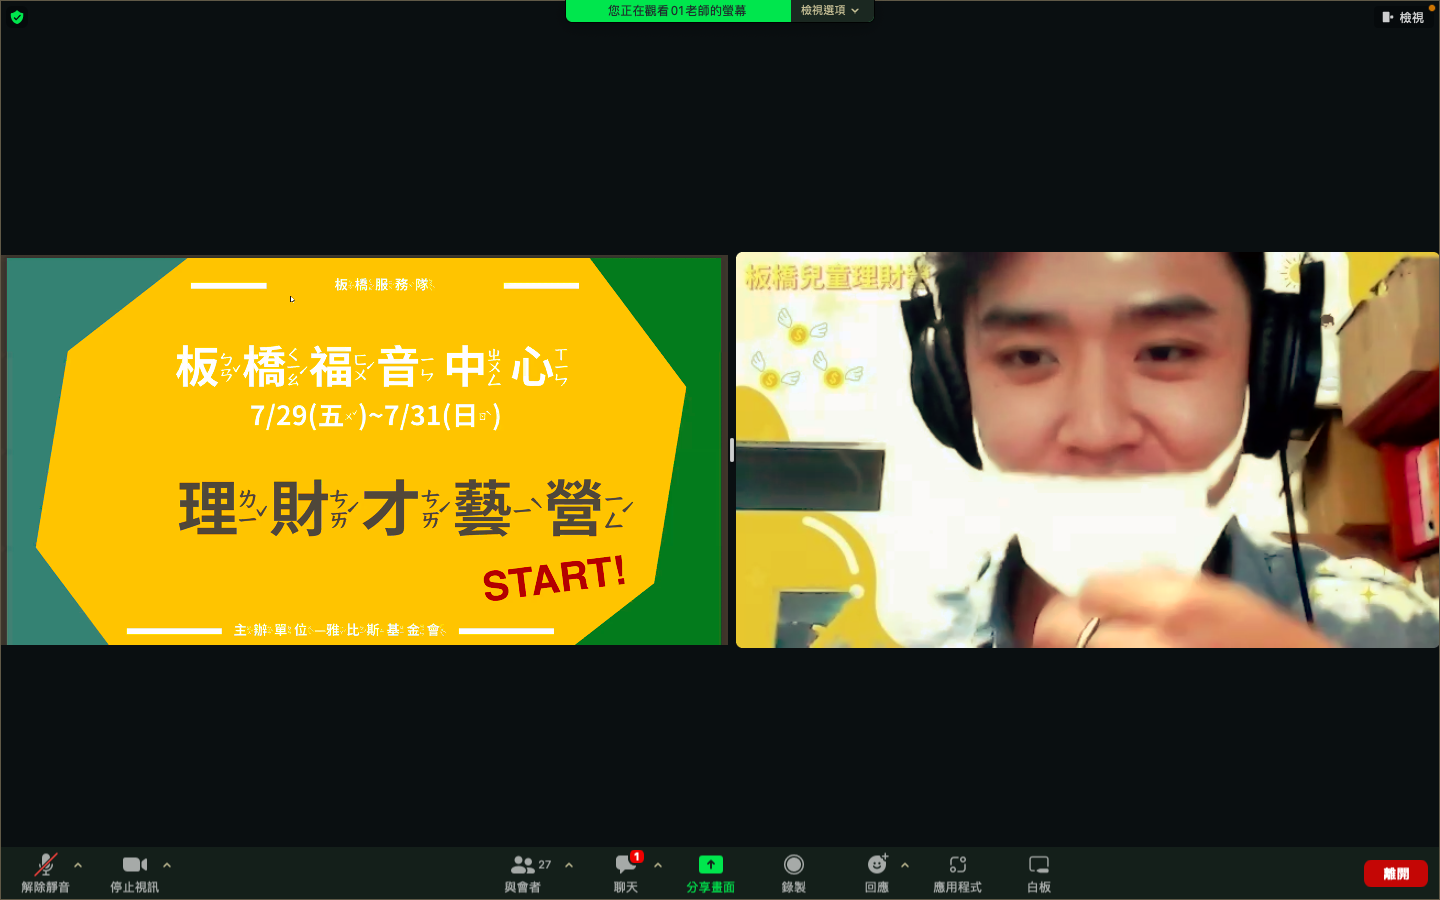 您正在觀看01老師的螢幕
檢視選項
檢視
板橋服務隊
板ㄅㄢˇ橋ㄑㄧㄠˊ福ㄈㄨˊ音ㄧㄣ中ㄓㄨㄥ心ㄒㄧㄣ
7/29(五ㄨˇ)~7/31(日ㄖˋ)
理ㄌㄧˇ財ㄘㄞˊ才ㄘㄞˊ藝ㄧˋ營ㄧㄥˊ
START!
主辦單位—雅比斯基金會
板橋兒童理財營
解除靜音
停止視訊
27
與會者
1
聊天
分享畫面
錄製
回應
應用程式
白板
離開